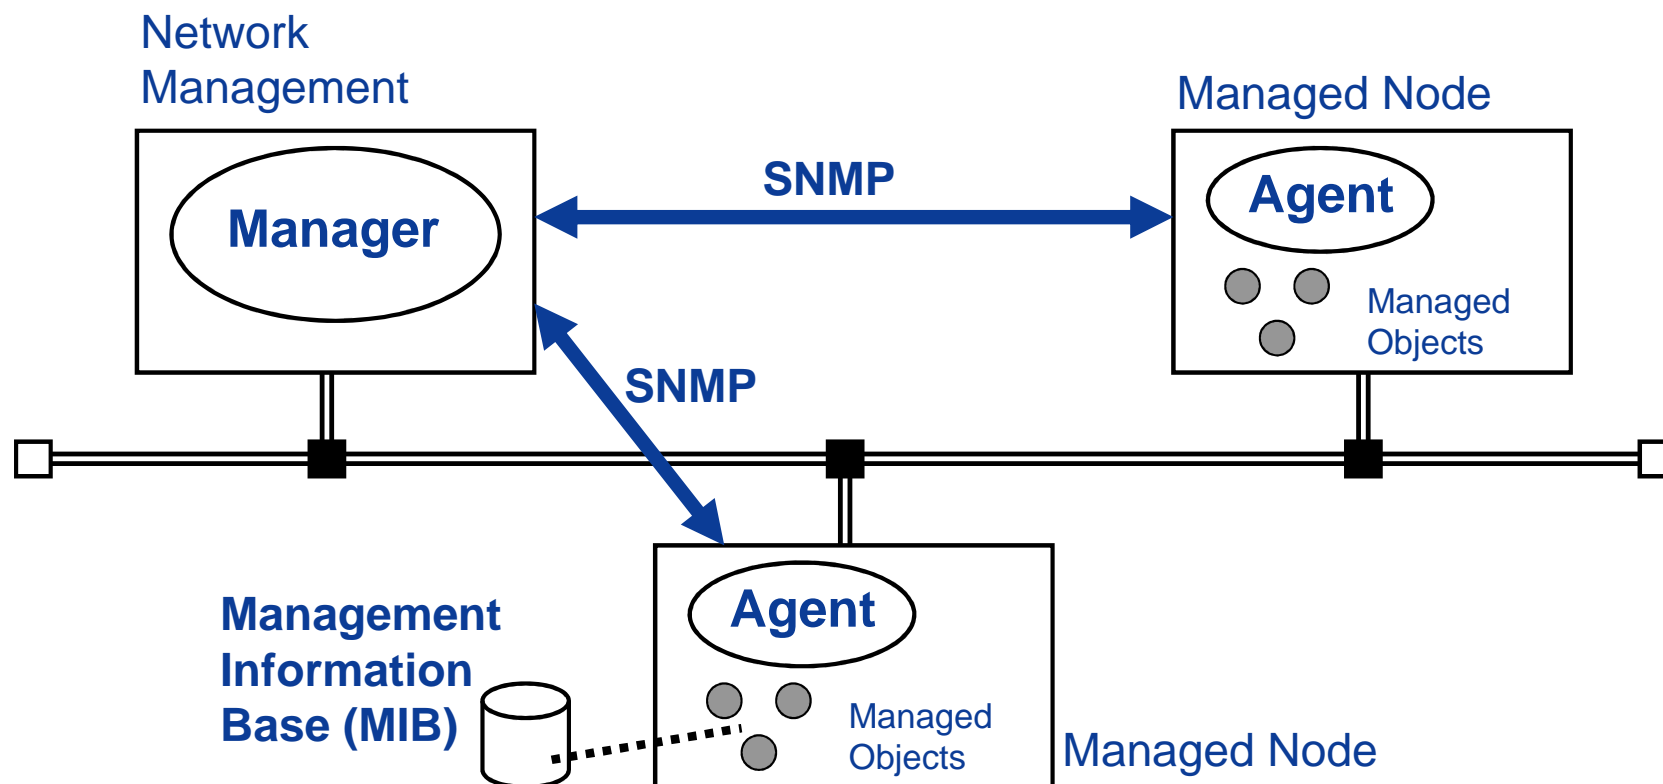 Network
Management
Managed Node
SNMP
Manager
Agent
Managed
Objects
SNMP
Management
Information
Base (MIB)
Agent
Managed
Objects
Managed Node